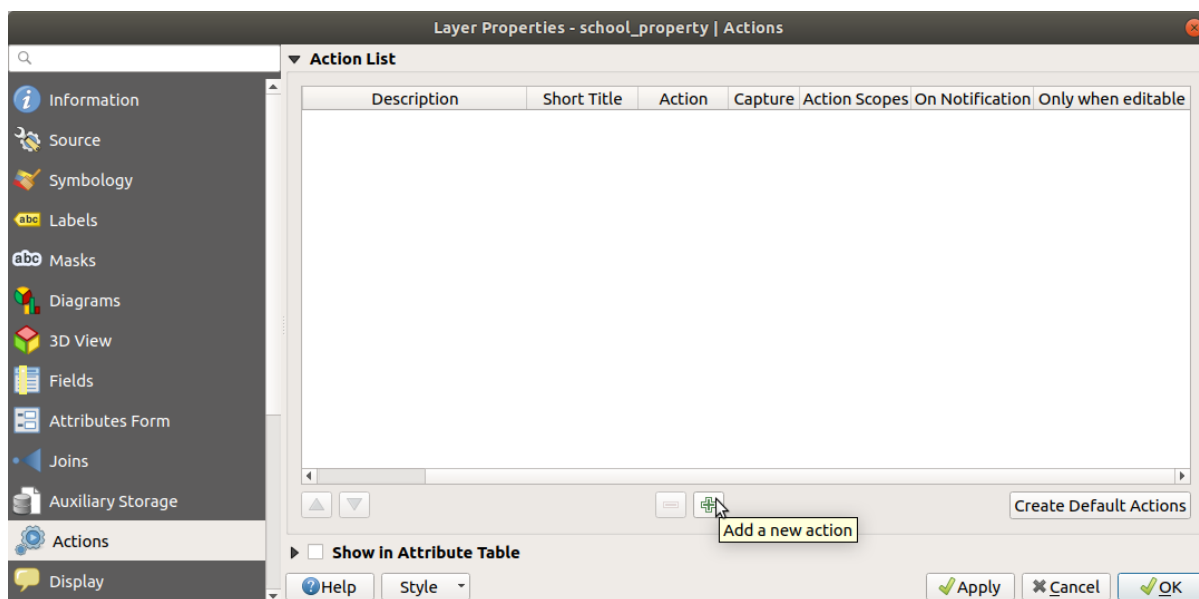 Layer Properties - school_property | Actions
Information
Source
abc Labels
Symbology
abc Masks
Diagrams
3D View
Fields
Attributes Form
Joins
Auxiliary Storage
Actions
Display
Action List
Description Short Title Action Capture Action Scopes On Notification Only when editable
Create Default Actions
Add a new action
Show in Attribute Table
Help Style Apply Cancel OK